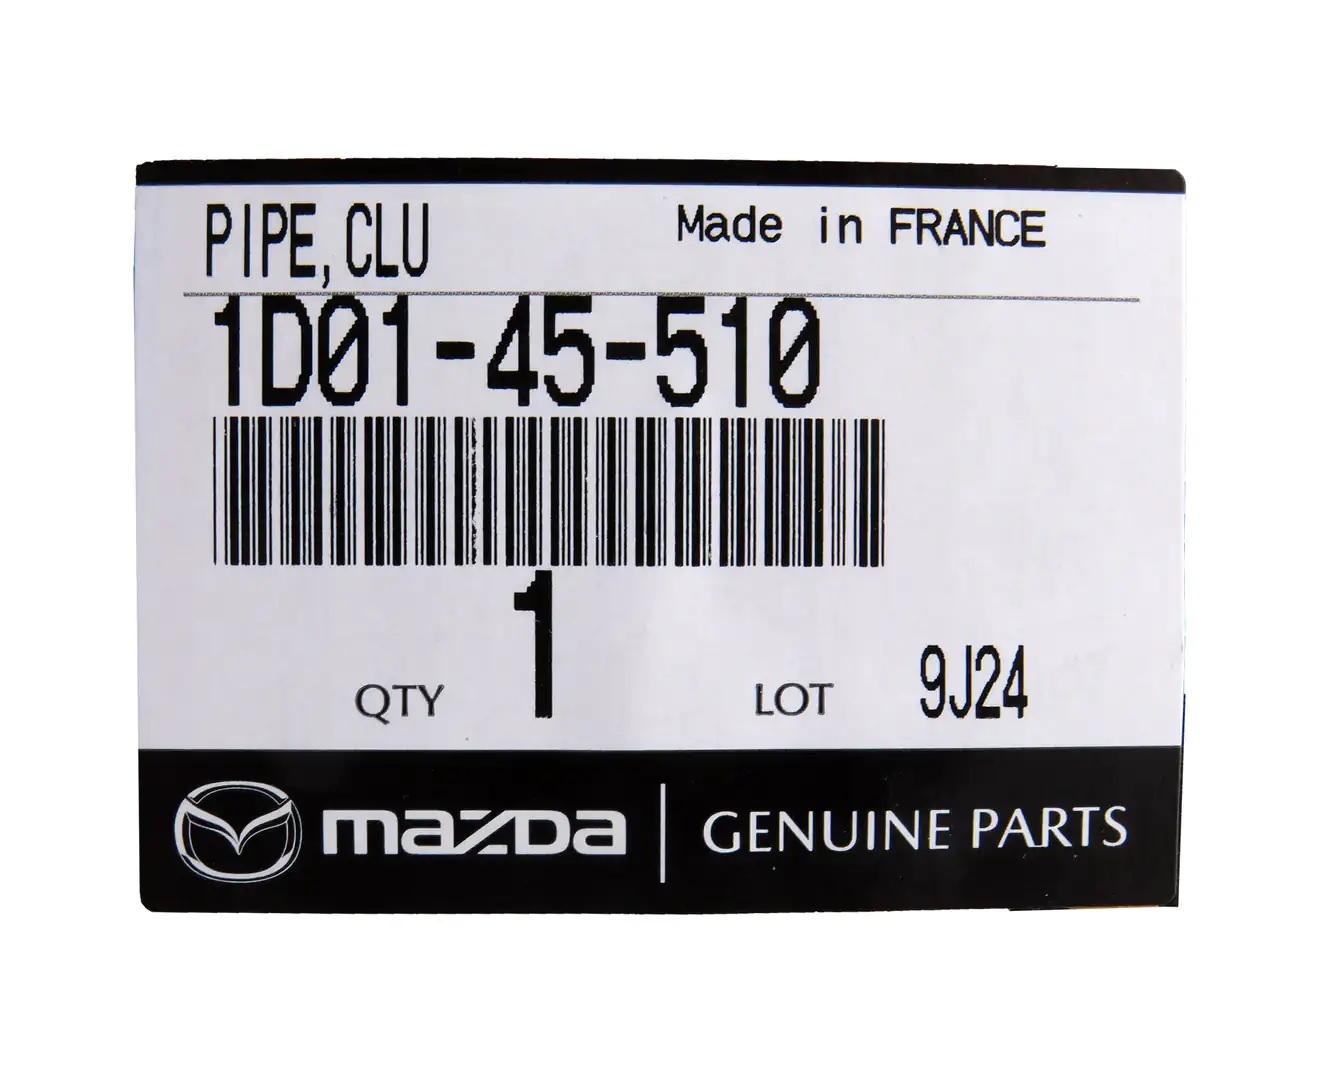 PIPE,CLU
Made in FRANCE
1D01-45-510
1
QTY
LOT
9J24
mazda
GENUINE PARTS